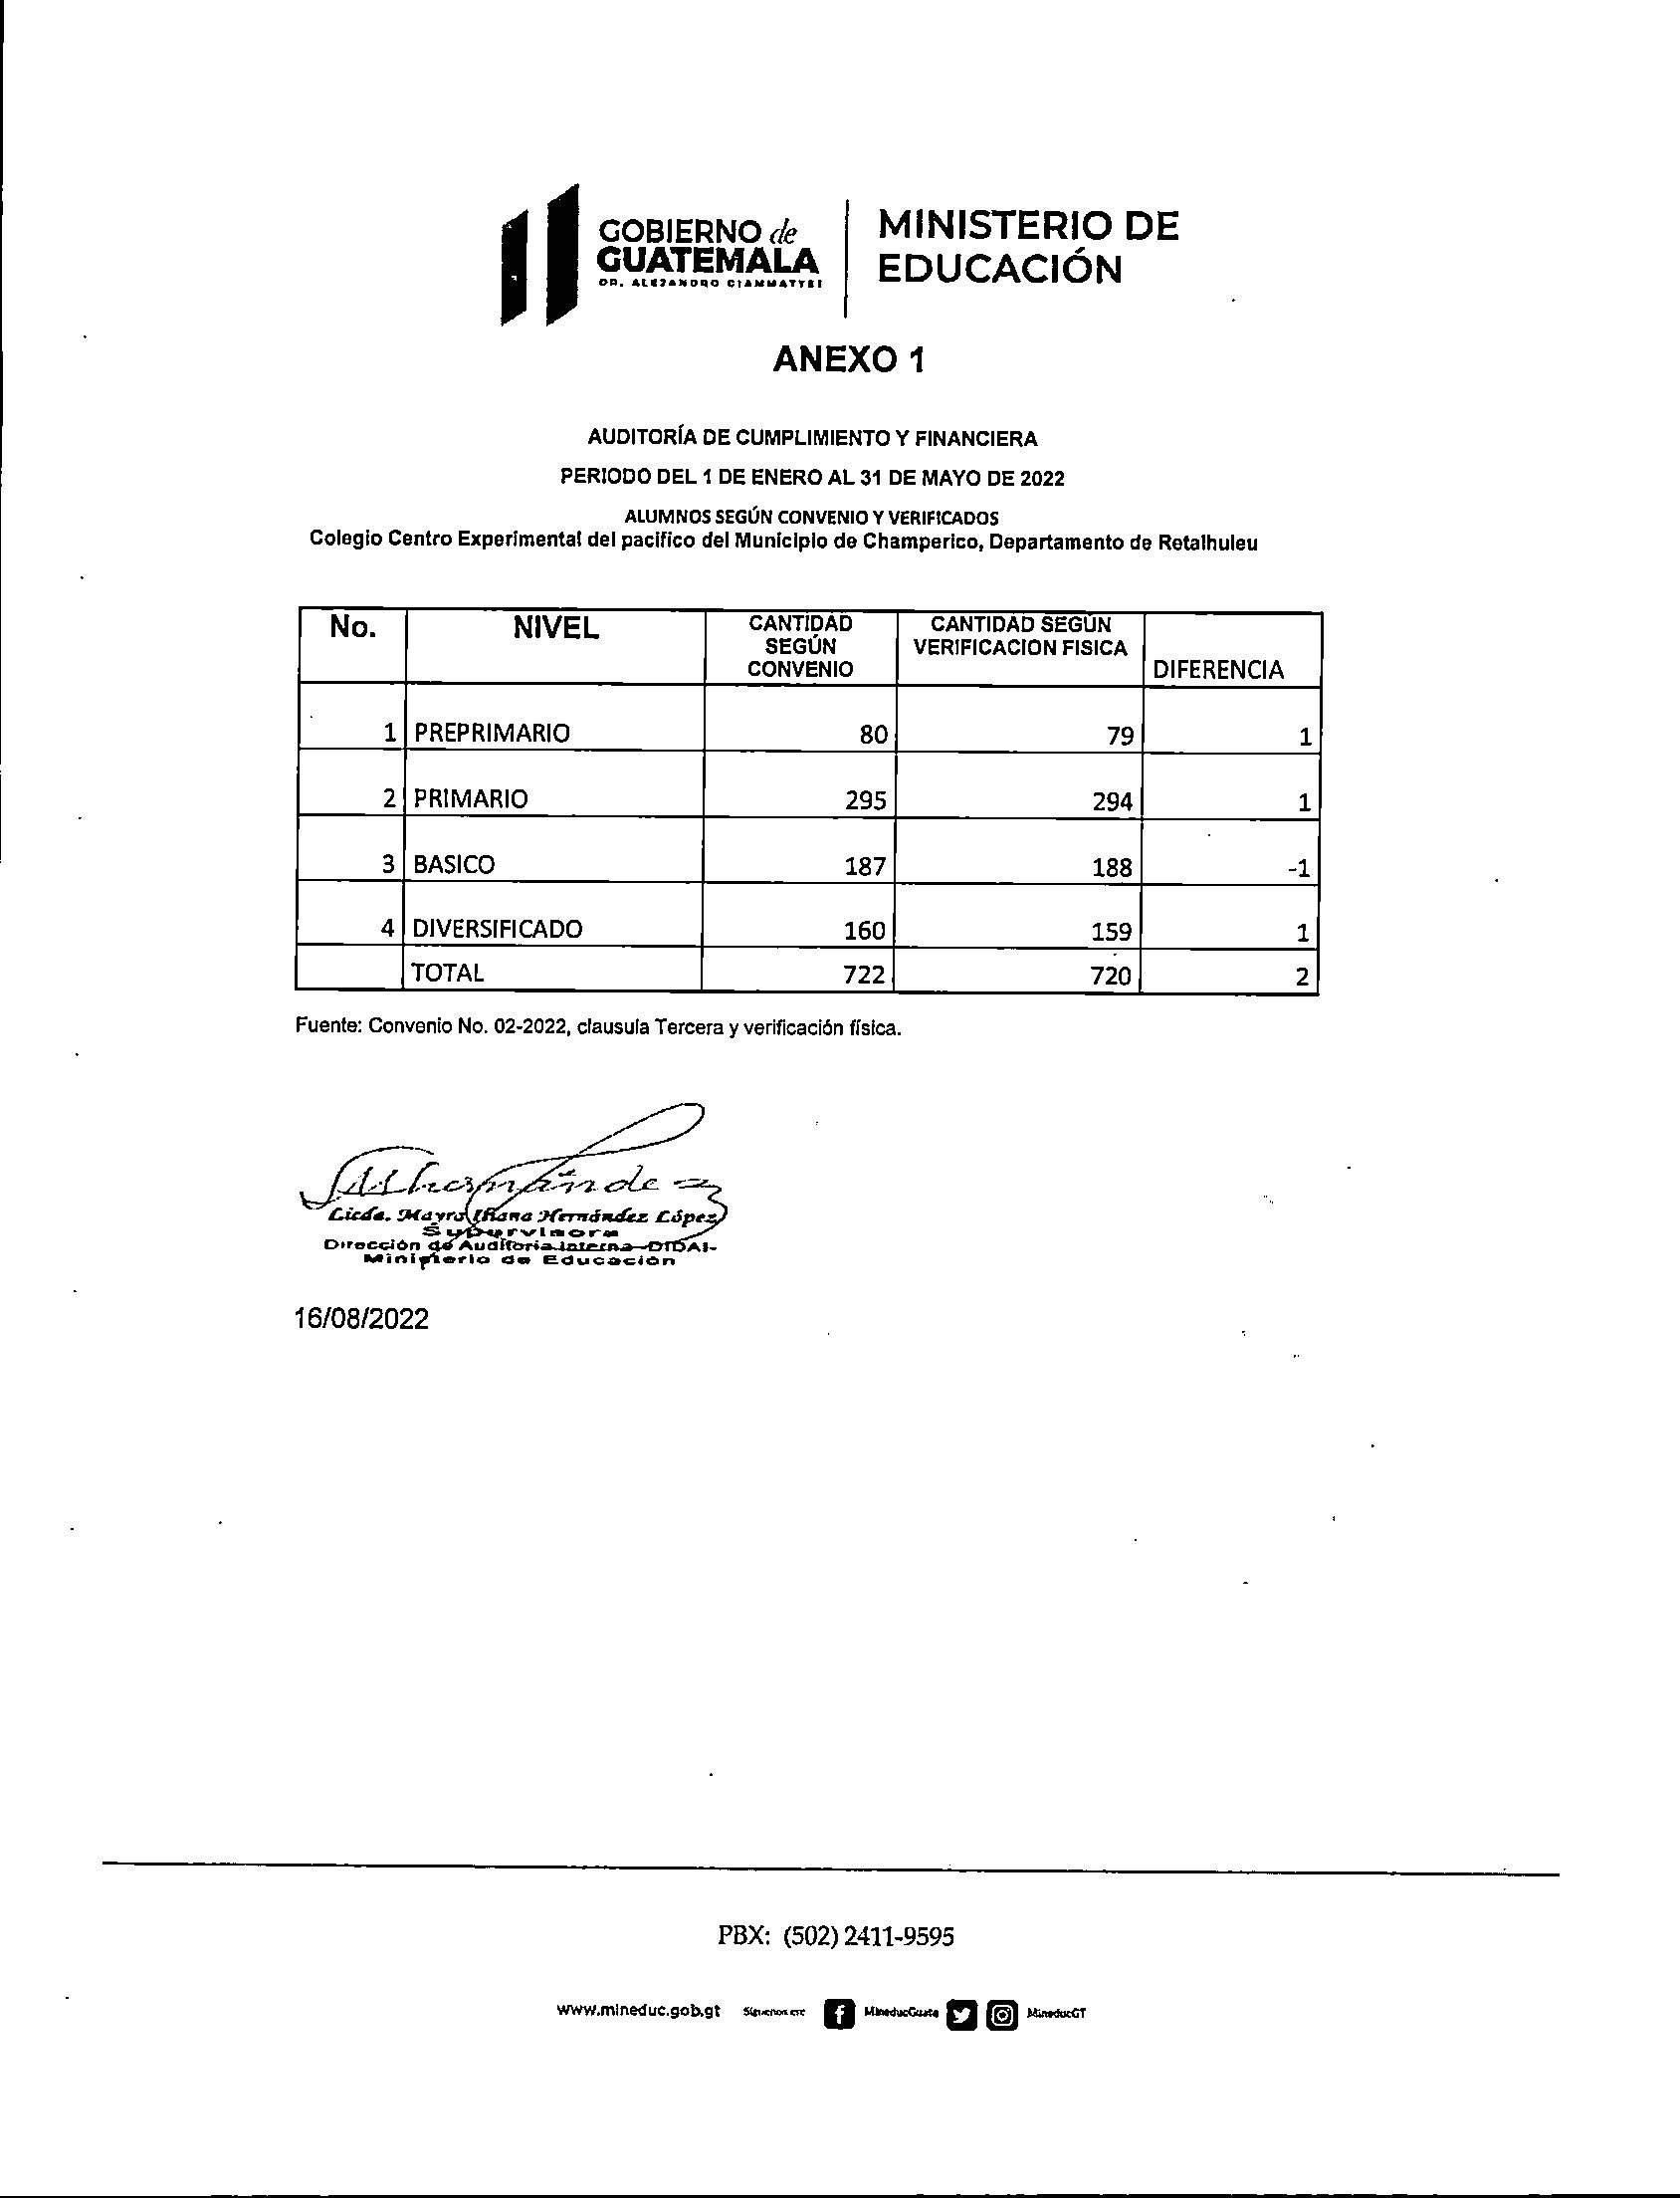 GOBIERNO de
GUATEMALA
DR. ALEJANDRO GIAMMATTEI
MINISTERIO DE
EDUCACIÓN
ANEXO 1
AUDITORÍA DE CUMPLIMIENTO Y FINANCIERA
PERIODO DEL 1 DE ENERO AL 31 DE MAYO DE 2022
ALUMNOS SEGÚN CONVENIO Y VERIFICADOS
Colegio Centro Experimental del pacifico del Municipio de Champerico, Departamento de Retalhuleu
No. NIVEL CANTIDAD SEGÚN CONVENIO CANTIDAD SEGÚN VERIFICACION FISICA DIFERENCIA
1 PREPRIMARIO 80 79 1
2 PRIMARIO 295 294 1
3 BASICO 187 188 -1
4 DIVERSIFICADO 160 159 1
TOTAL 722 720 2
Fuente: Convenio No. 02-2022, clausula Tercera y verificación física.
Licda. Mayra Hernández López
Supervisora
Dirección de Auditoria Interna -DIDAI-
Ministerio de Educación
16/08/2022
PBX: (502) 2411-9595
www.mineduc.gob.gt Síguenos en: MineducGuate MineducGT